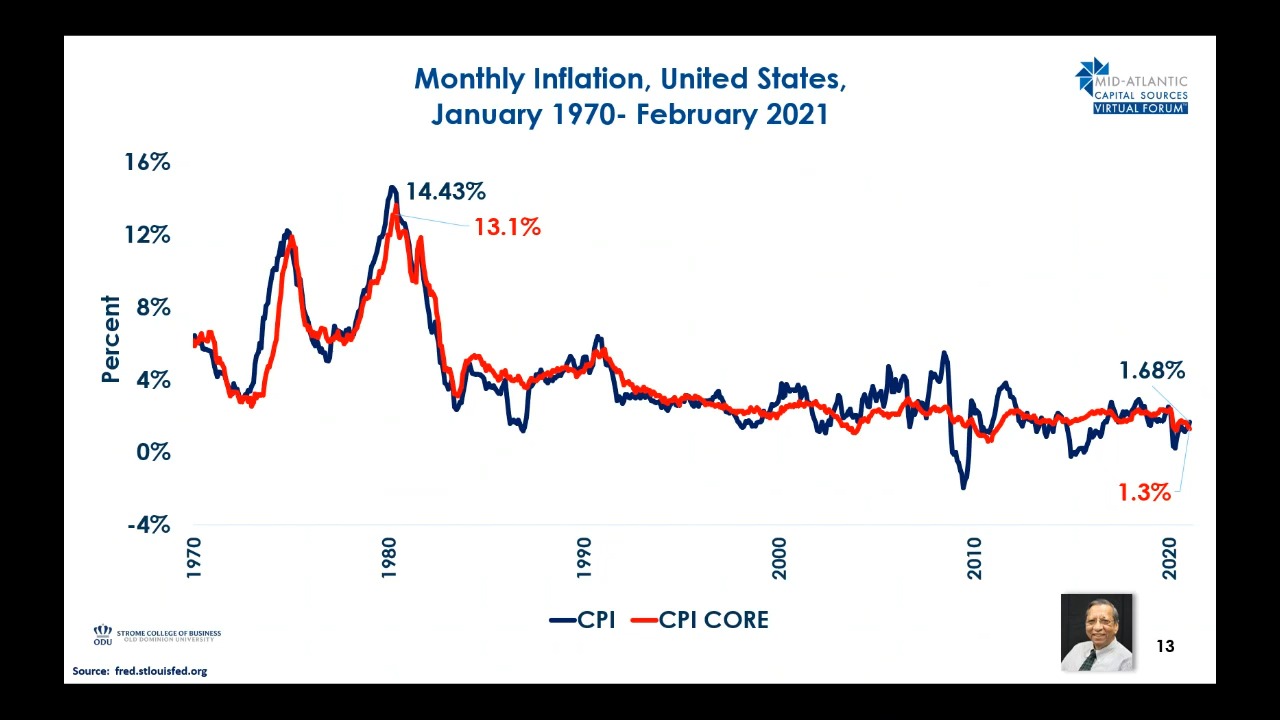 Monthly Inflation, United States,
January 1970- February 2021
MID-ATLANTIC
CAPITAL SOURCES
VIRTUAL FORUM
16%
12%
8%
4%
0%
-4%
Percent
14.43%
13.1%
1.68%
1.3%
1970
1980
1990
2000
2010
2020
CPI
CPI CORE
ODU
STROME COLLEGE OF BUSINESS
OLD DOMINION UNIVERSITY
Source: fred.stlouisfed.org
13